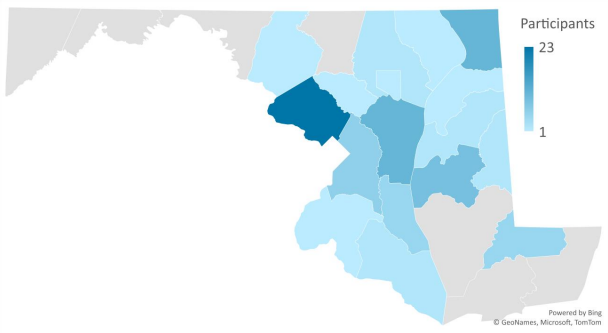 Participants
23
1
Powered by Bing
© GeoNames, Microsoft, TomTom